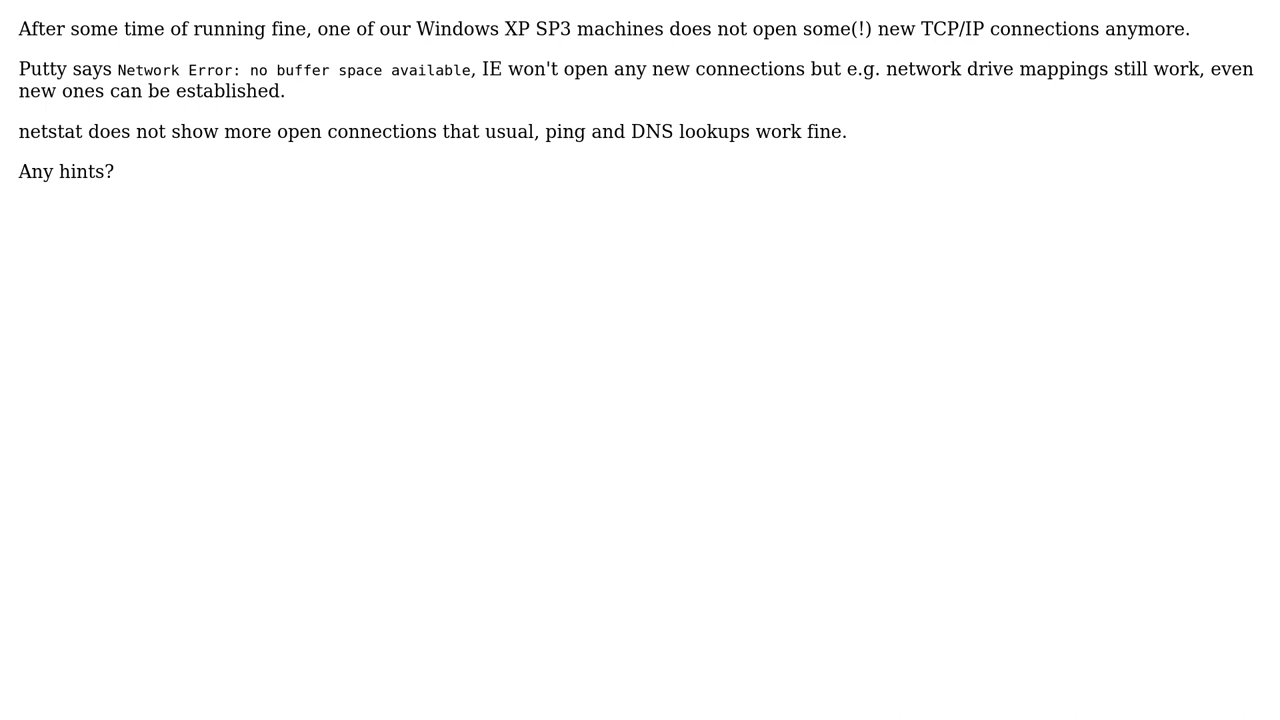 After some time of running fine, one of our Windows XP SP3 machines does not open some(!) new TCP/IP connections anymore.
Putty says Network Error: no buffer space available, IE won't open any new connections but e.g. network drive mappings still work, even
new ones can be established.
netstat does not show more open connections that usual, ping and DNS lookups work fine.
Any hints?